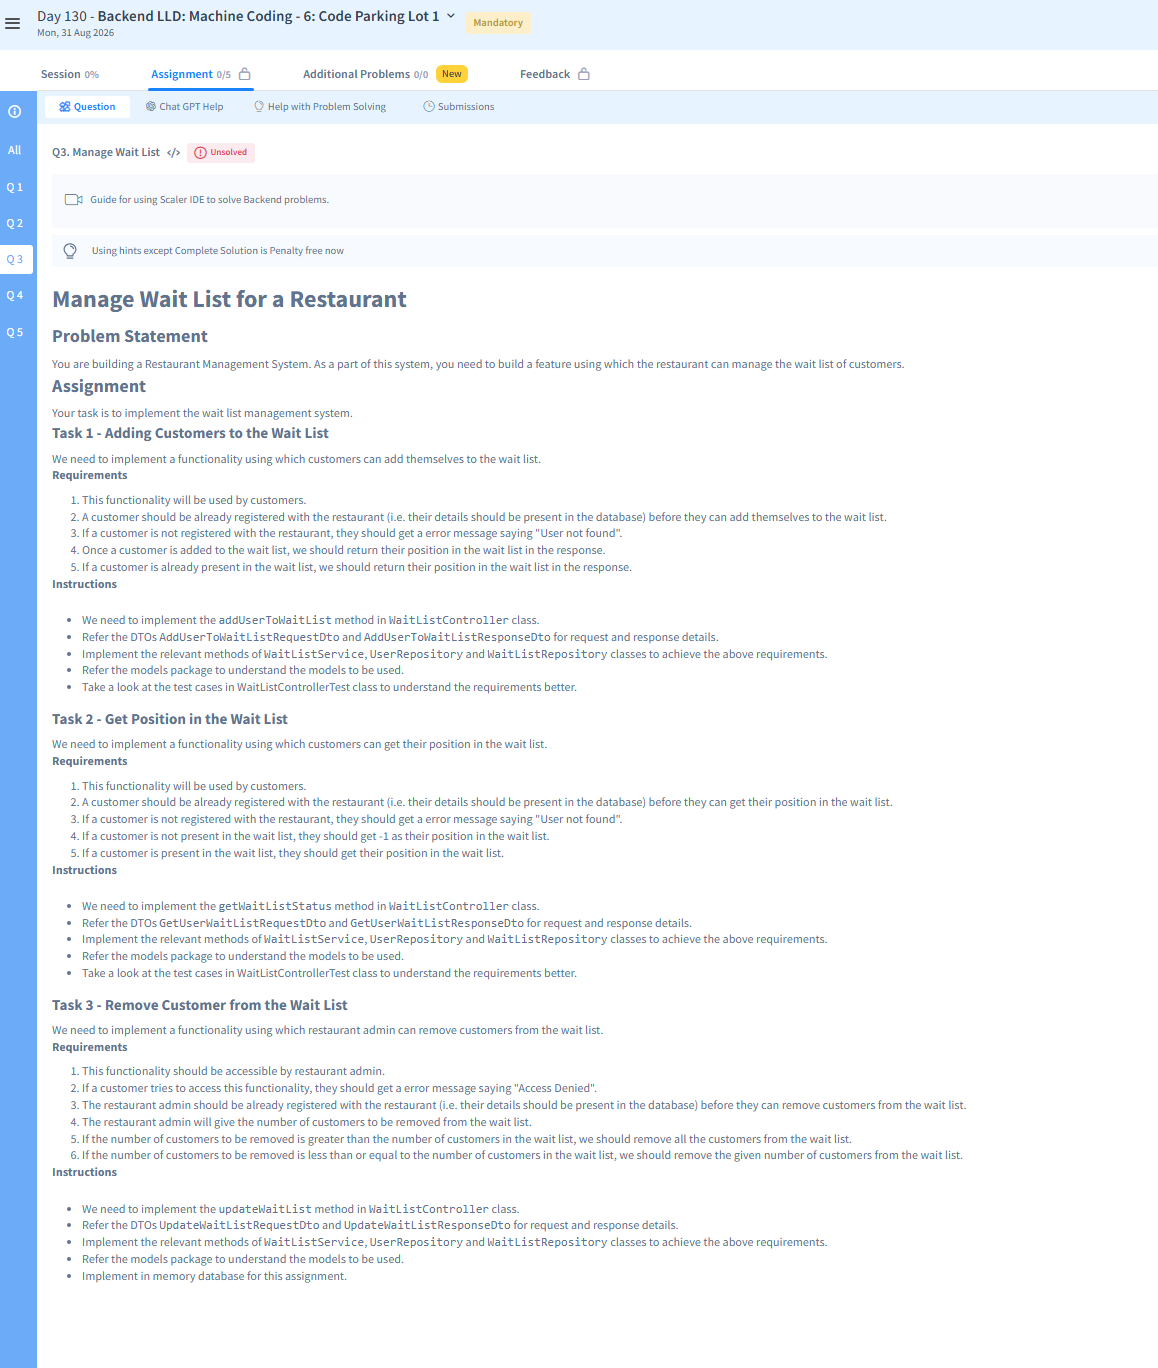 Day 130 - Backend LLD: Machine Coding - 6: Code Parking Lot 1
Mandatory
Mon, 31 Aug 2026
Session 0%
Assignment 0/5
Additional Problems 0/0 New
Feedback
Question
Chat GPT Help
Help with Problem Solving
Submissions
All
Q 1
Q 2
Q 3
Q 4
Q 5
Q3. Manage Wait List </> Unsolved
Guide for using Scaler IDE to solve Backend problems.
Using hints except Complete Solution is Penalty free now
Manage Wait List for a Restaurant
Problem Statement
You are building a Restaurant Management System. As a part of this system, you need to build a feature using which the restaurant can manage the wait list of customers.
Assignment
Your task is to implement the wait list management system.
Task 1 - Adding Customers to the Wait List
We need to implement a functionality using which customers can add themselves to the wait list.
Requirements
1. This functionality will be used by customers.
2. A customer should be already registered with the restaurant (i.e. their details should be present in the database) before they can add themselves to the wait list.
3. If a customer is not registered with the restaurant, they should get a error message saying "User not found".
4. Once a customer is added to the wait list, we should return their position in the wait list in the response.
5. If a customer is already present in the wait list, we should return their position in the wait list in the response.
Instructions
• We need to implement the addUserToWaitList method in WaitListController class.
• Refer the DTOs AddUserToWaitListRequestDto and AddUserToWaitListResponseDto for request and response details.
• Implement the relevant methods of WaitListService, UserRepository and WaitListRepository classes to achieve the above requirements.
• Refer the models package to understand the models to be used.
• Take a look at the test cases in WaitListControllerTest class to understand the requirements better.
Task 2 - Get Position in the Wait List
We need to implement a functionality using which customers can get their position in the wait list.
Requirements
1. This functionality will be used by customers.
2. A customer should be already registered with the restaurant (i.e. their details should be present in the database) before they can get their position in the wait list.
3. If a customer is not registered with the restaurant, they should get a error message saying "User not found".
4. If a customer is not present in the wait list, they should get -1 as their position in the wait list.
5. If a customer is present in the wait list, they should get their position in the wait list.
Instructions
• We need to implement the getWaitListStatus method in WaitListController class.
• Refer the DTOs GetUserWaitListRequestDto and GetUserWaitListResponseDto for request and response details.
• Implement the relevant methods of WaitListService, UserRepository and WaitListRepository classes to achieve the above requirements.
• Refer the models package to understand the models to be used.
• Take a look at the test cases in WaitListControllerTest class to understand the requirements better.
Task 3 - Remove Customer from the Wait List
We need to implement a functionality using which restaurant admin can remove customers from the wait list.
Requirements
1. This functionality should be accessible by restaurant admin.
2. If a customer tries to access this functionality, they should get a error message saying "Access Denied".
3. The restaurant admin should be already registered with the restaurant (i.e. their details should be present in the database) before they can remove customers from the wait list.
4. The restaurant admin will give the number of customers to be removed from the wait list.
5. If the number of customers to be removed is greater than the number of customers in the wait list, we should remove all the customers from the wait list.
6. If the number of customers to be removed is less than or equal to the number of customers in the wait list, we should remove the given number of customers from the wait list.
Instructions
• We need to implement the updateWaitList method in WaitListController class.
• Refer the DTOs UpdateWaitListRequestDto and UpdateWaitListResponseDto for request and response details.
• Implement the relevant methods of WaitListService, UserRepository and WaitListRepository classes to achieve the above requirements.
• Refer the models package to understand the models to be used.
• Implement in memory database for this assignment.